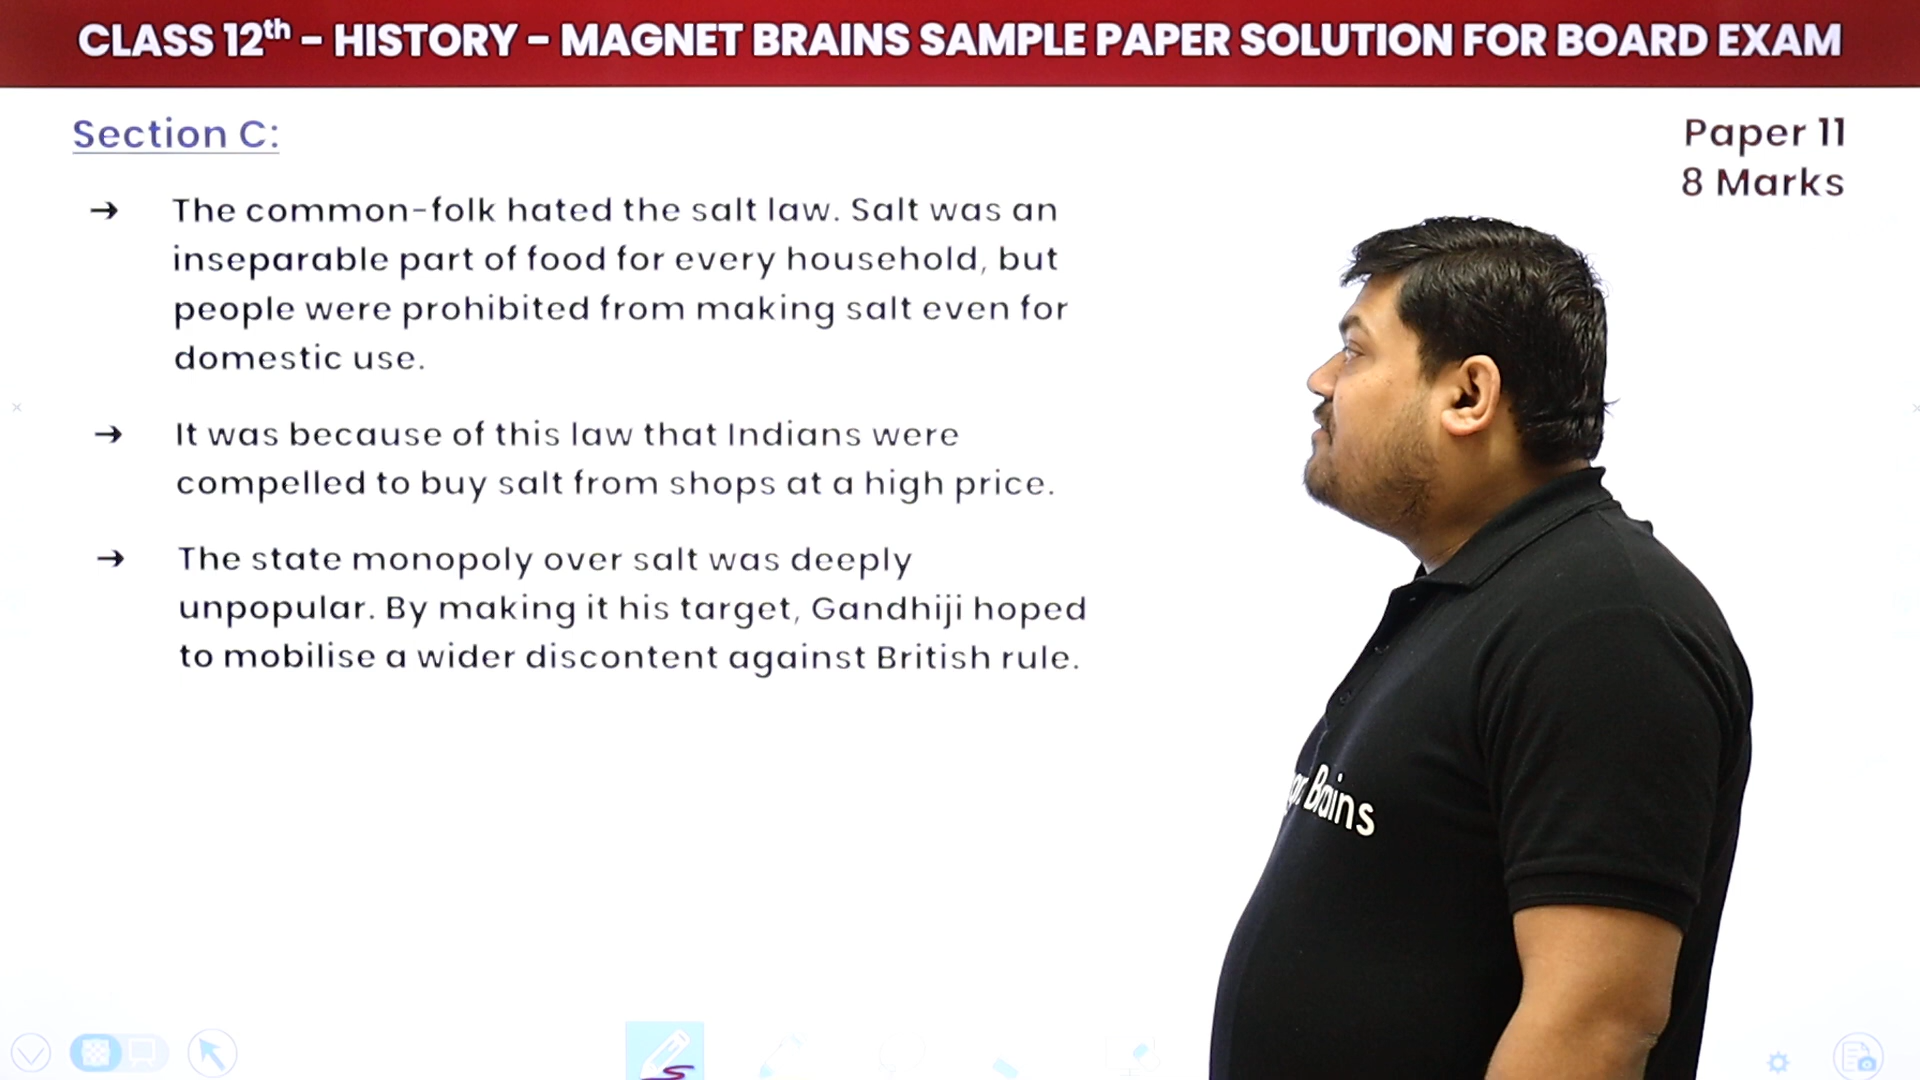 CLASS 12th - HISTORY - MAGNET BRAINS SAMPLE PAPER SOLUTION FOR BOARD EXAM
Section C:
Paper 11
8 Marks
→ The common-folk hated the salt law. Salt was an
inseparable part of food for every household, but
people were prohibited from making salt even for
domestic use.
→ It was because of this law that Indians were
compelled to buy salt from shops at a high price.
→ The state monopoly over salt was deeply
unpopular. By making it his target, Gandhiji hoped
to mobilise a wider discontent against British rule.
Brains